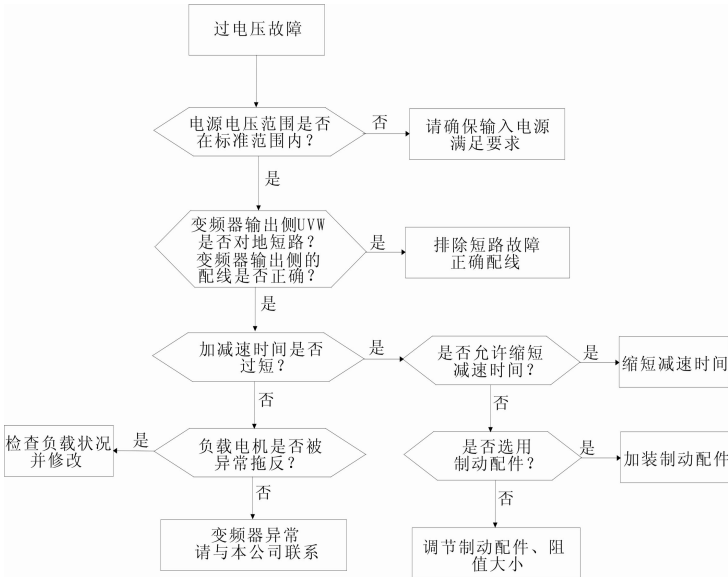 过电压故障
电源电压范围是否
在标准范围内？
否
请确保输入电源
满足要求
是
变频器输出侧UVW
是否对地短路？
变频器输出侧的
配线是否正确？
是
排除短路故障
正确配线
是
加减速时间是否
过短？
是
是否允许缩短
减速时间？
是
缩短减速时间
否
否
检查负载状况
并修改
是
负载电机是否被
异常拖反？
是否选用
制动配件？
是
加装制动配件
否
否
变频器异常
请与本公司联系
调节制动配件、阻
值大小